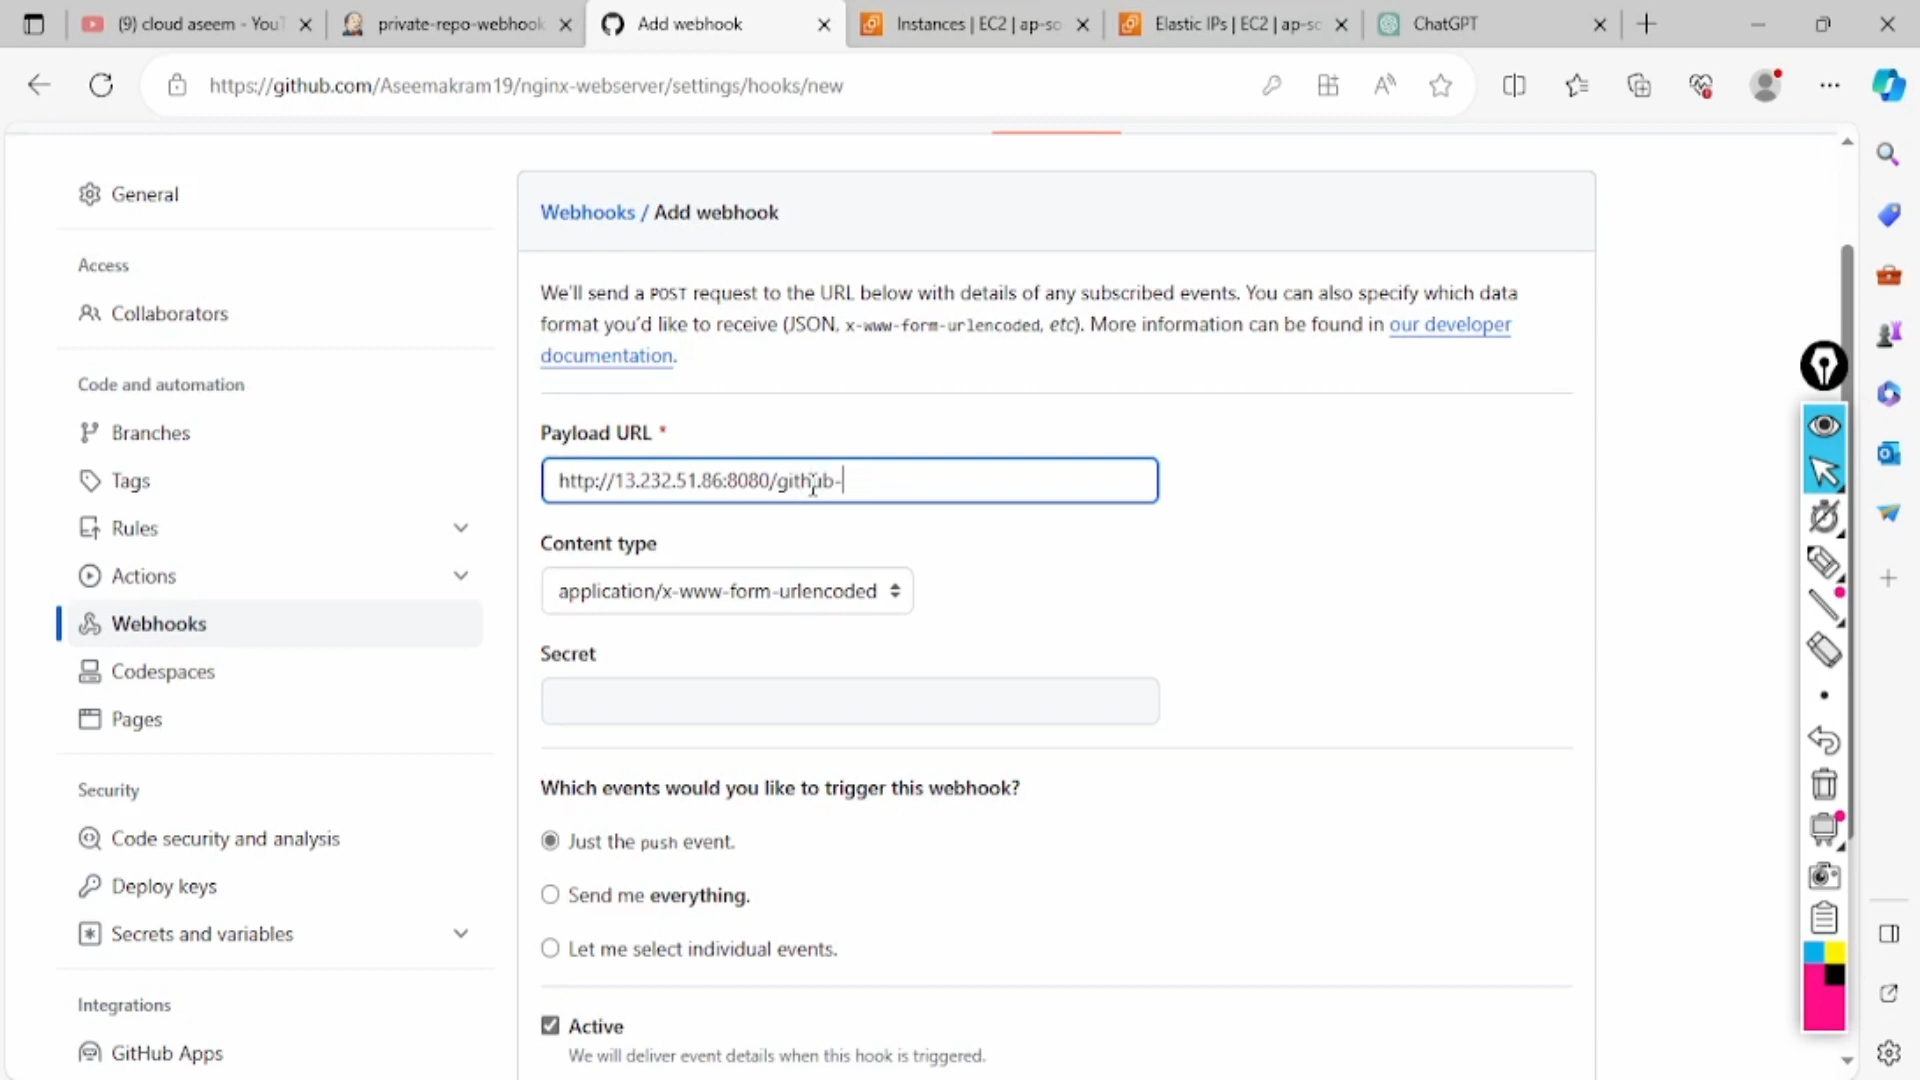 (9) cloud aseem - YouT
private-repo-webhook
Add webhook
Instances | EC2 | ap-so
Elastic IPs | EC2 | ap-so
ChatGPT
https://github.com/Aseemakram19/nginx-webserver/settings/hooks/new
General
Access
Collaborators
Code and automation
Branches
Tags
Rules
Actions
Webhooks
Codespaces
Pages
Security
Code security and analysis
Deploy keys
Secrets and variables
Integrations
GitHub Apps
Webhooks / Add webhook
We'll send a POST request to the URL below with details of any subscribed events. You can also specify which data
format you'd like to receive (JSON, x-www-form-urlencoded, etc). More information can be found in our developer
documentation.
Payload URL *
http://13.232.51.86:8080/github-
Content type
application/x-www-form-urlencoded
Secret
Which events would you like to trigger this webhook?
Just the push event.
Send me everything.
Let me select individual events.
Active
We will deliver event details when this hook is triggered.